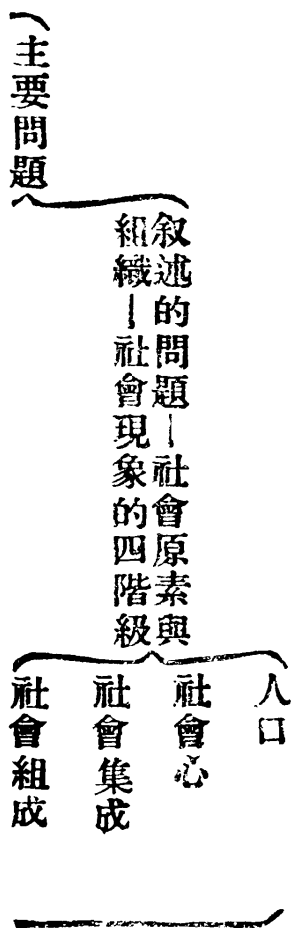 主要問題
叙述的問題—社會原素與
組織—社會現象的四階級
人口
社會心
社會集成
社會組成